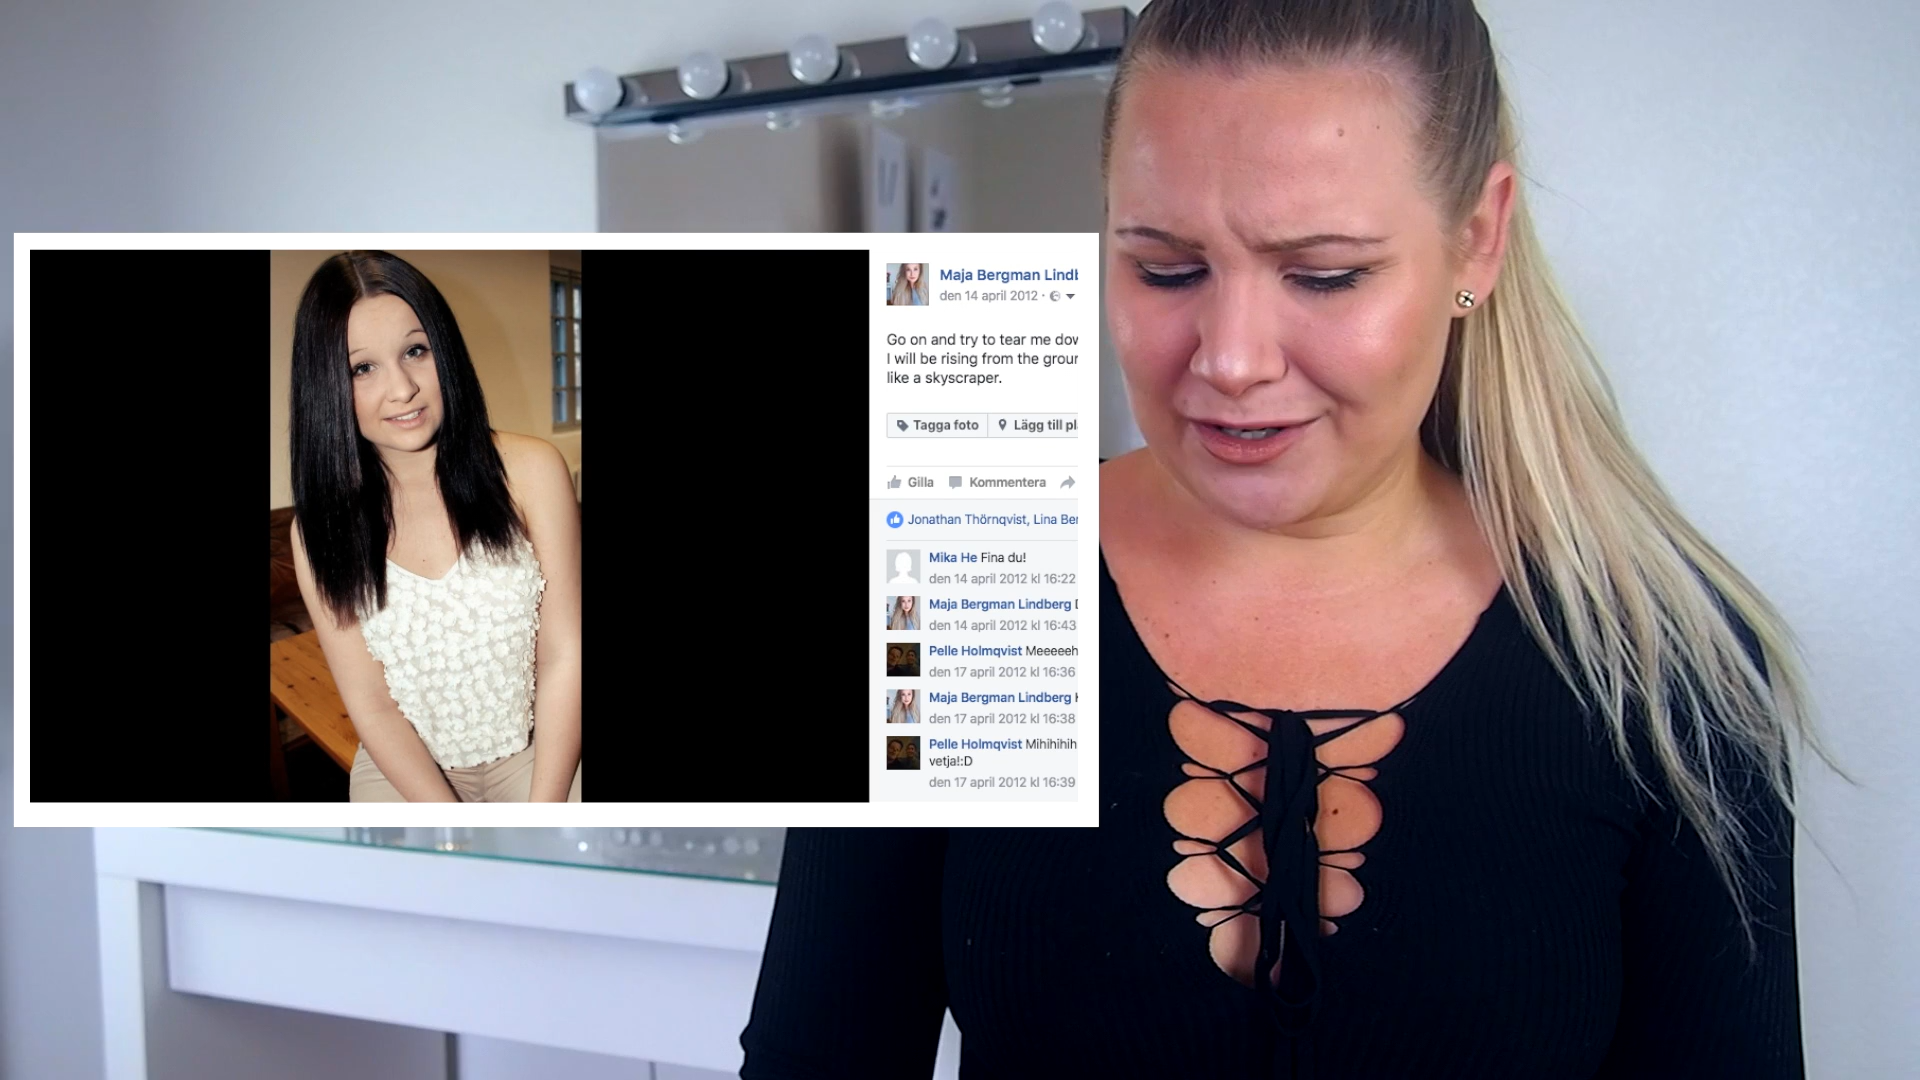 Maja Bergman Lindb
den 14 april 2012 ·
Go on and try to tear me dow
I will be rising from the groun
like a skyscraper.
Tagga foto
Lägg till pl
Gilla
Kommentera
Jonathan Thörnqvist, Lina Ber
Mika He Fina du!
den 14 april 2012 kl 16:22
Maja Bergman Lindberg
den 14 april 2012 kl 16:43
Pelle Holmqvist Meeeeeh
den 17 april 2012 kl 16:36
Maja Bergman Lindberg
den 17 april 2012 kl 16:38
Pelle Holmqvist Mihihihih
vetja!:D
den 17 april 2012 kl 16:39